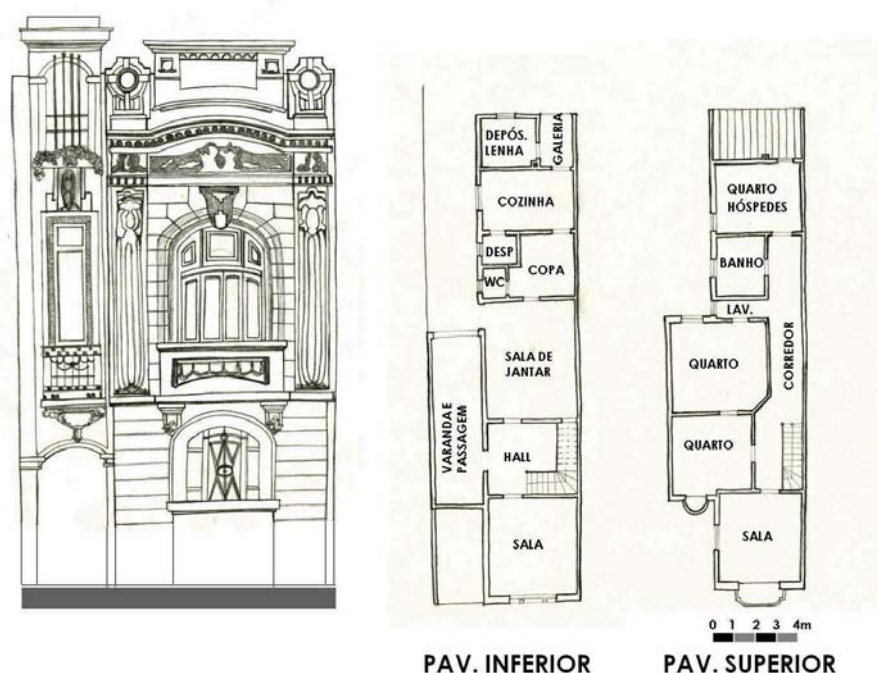 DEPÓS.
LENHA
GALERIA
COZINHA
DESP
WC
COPA
SALA DE
JANTAR
VARANDA E
PASSAGEM
HALL
SALA
QUARTO
HÓSPEDES
BANHO
LAV.
CORREDOR
QUARTO
QUARTO
SALA
0 1 2 3 4m
PAV. INFERIOR
PAV. SUPERIOR